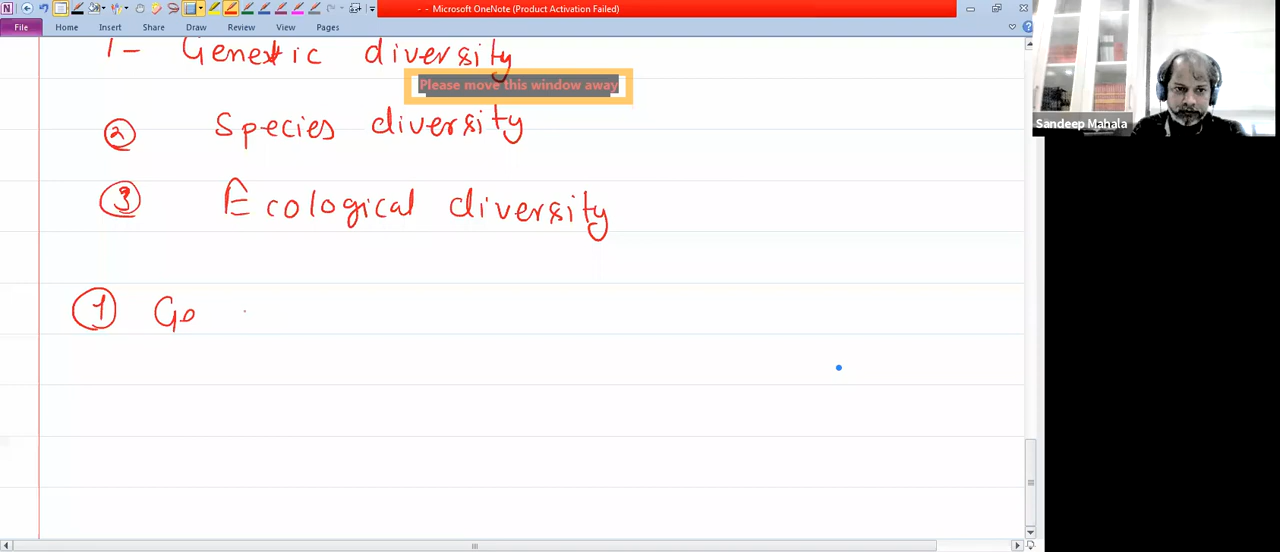 - - Microsoft OneNote (Product Activation Failed)
File Home Insert Share Draw Review View Pages
1- Genetic diversity
Please move this window away
② Species diversity
③ Ecological diversity
① Ge
Sandeep Mahala